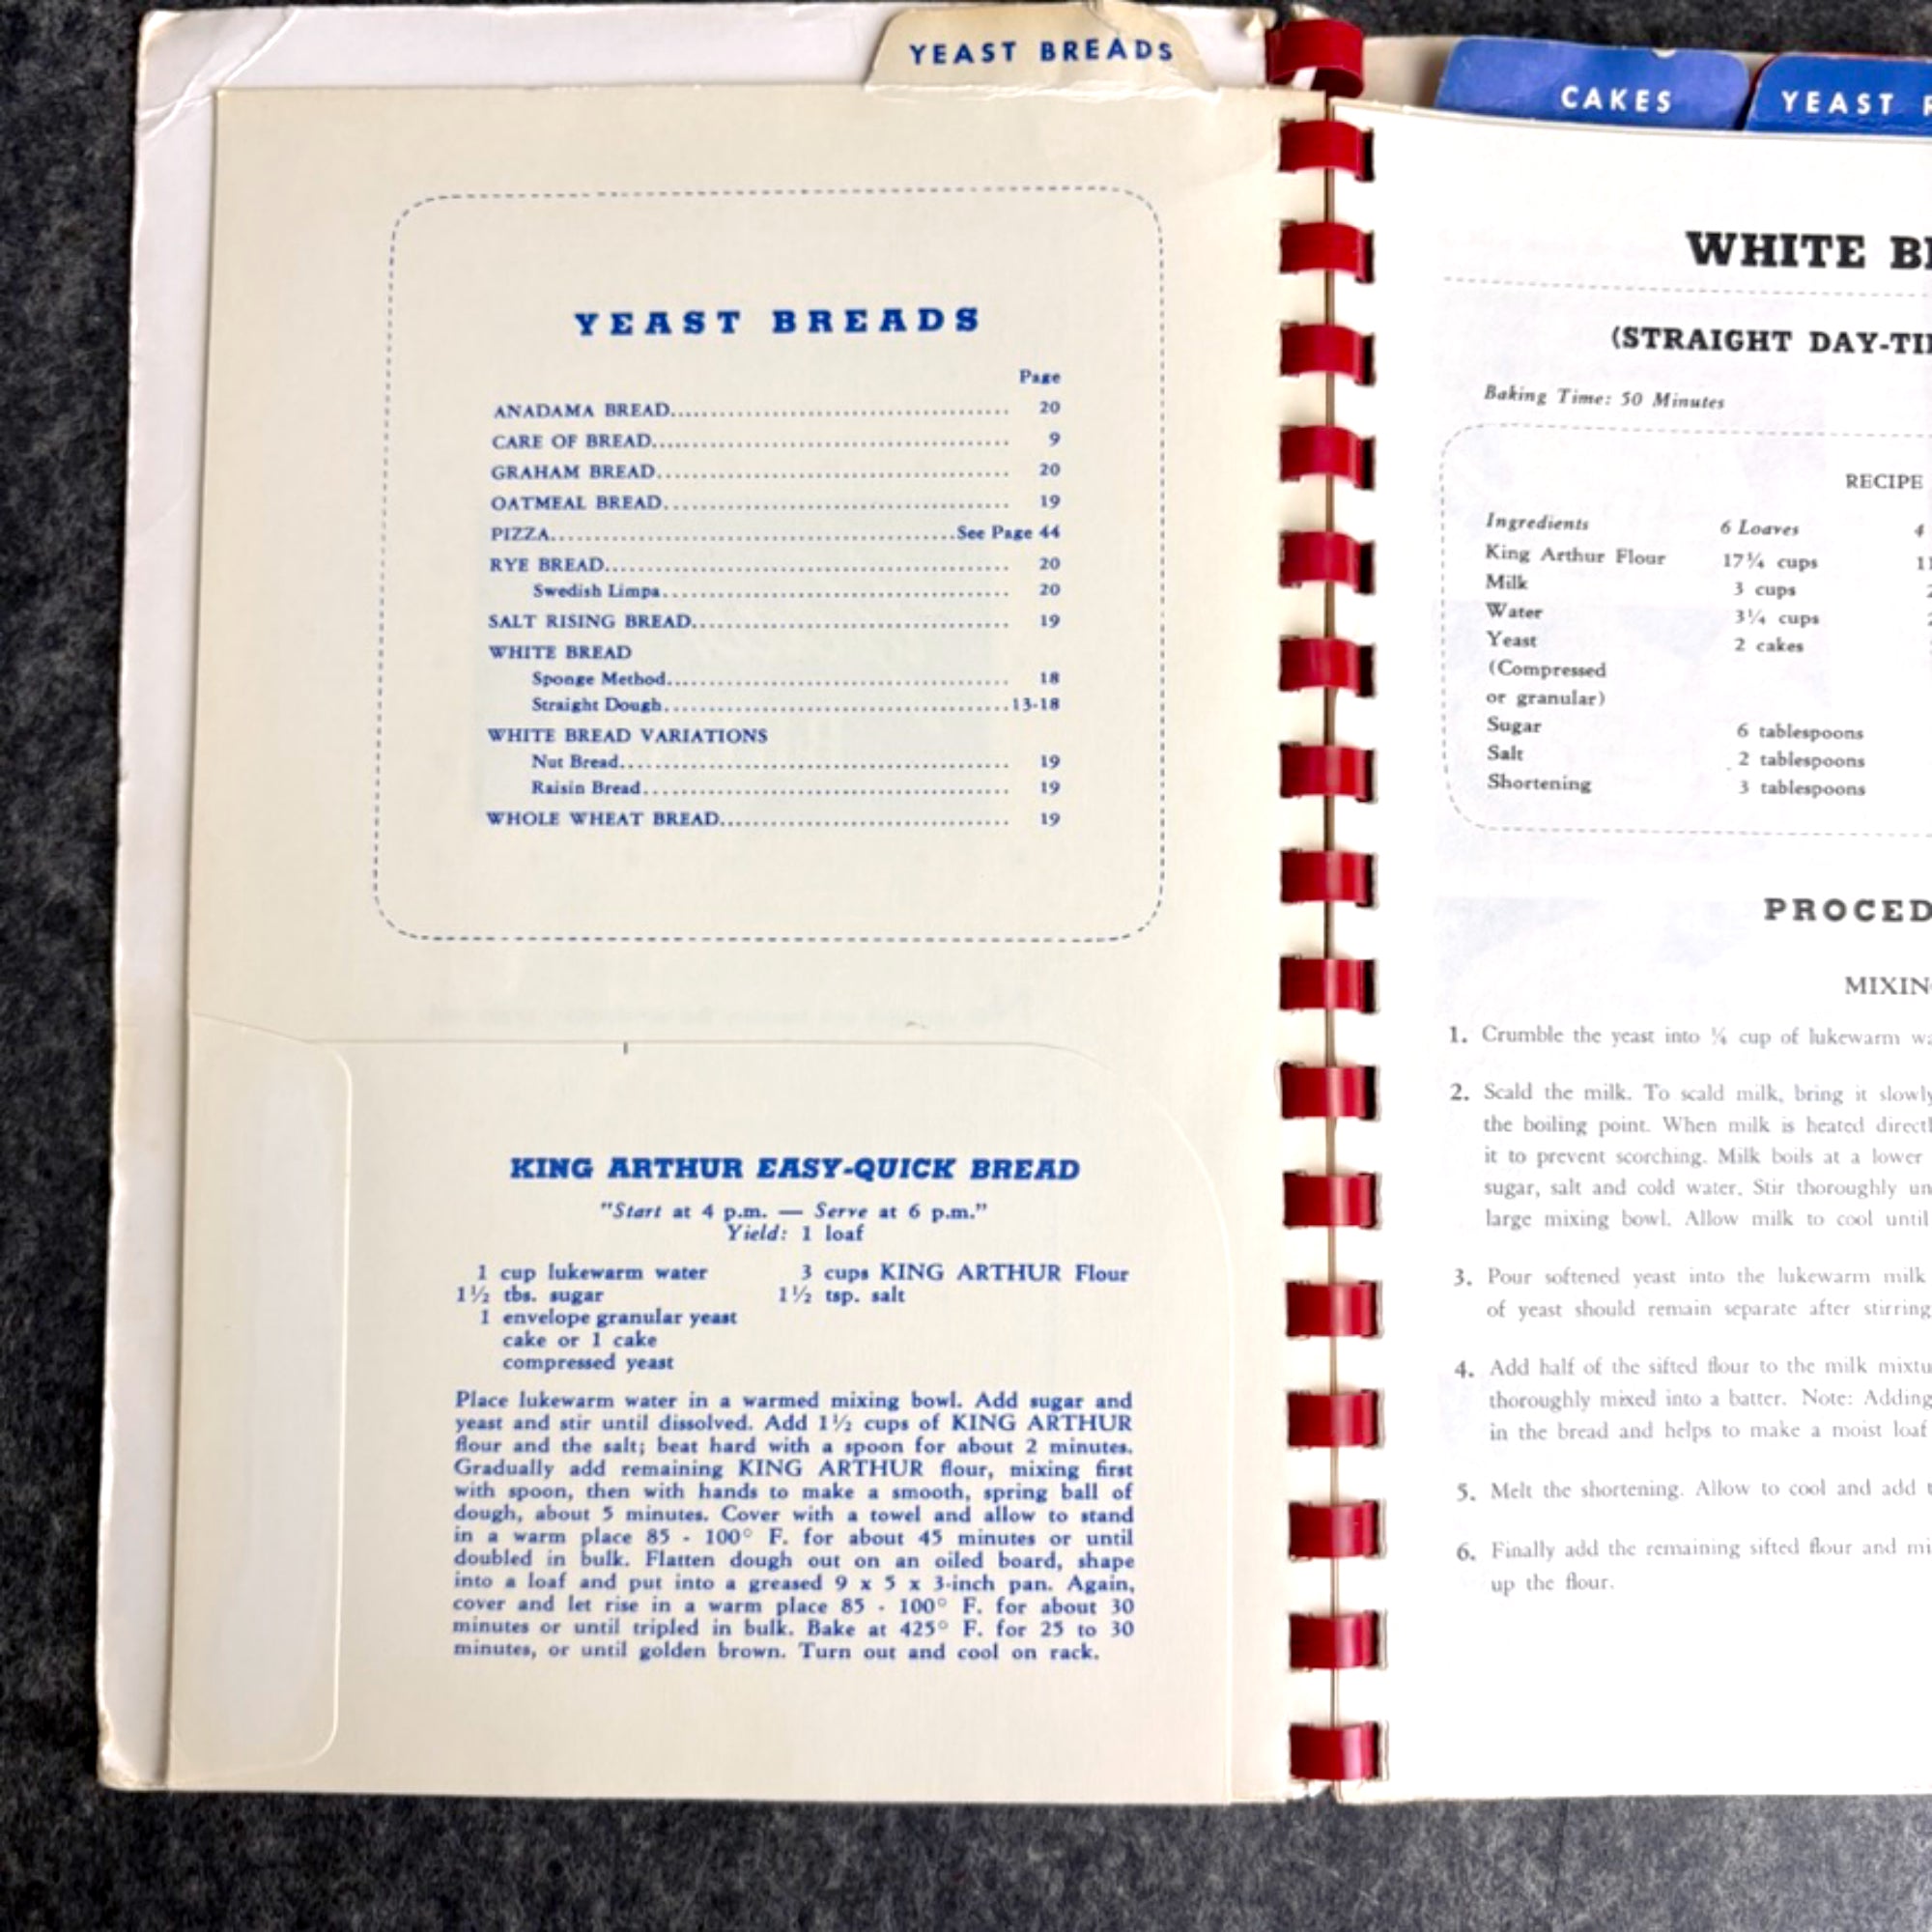 YEAST BREADS
YEAST BREADS
Page
ANADAMA BREAD.......... 20
CARE OF BREAD.......... 9
GRAHAM BREAD.......... 20
OATMEAL BREAD.......... 19
PIZZA..........See Page 44
RYE BREAD.......... 20
Swedish Limpa.......... 20
SALT RISING BREAD.......... 19
WHITE BREAD
Sponge Method.......... 18
Straight Dough..........13-18
WHITE BREAD VARIATIONS
Nut Bread.......... 19
Raisin Bread.......... 19
WHOLE WHEAT BREAD.......... 19
KING ARTHUR EASY-QUICK BREAD
"Start at 4 p.m. — Serve at 6 p.m."
Yield: 1 loaf
1 cup lukewarm water
1½ tbs. sugar
1 envelope granular yeast
cake or 1 cake
compressed yeast
3 cups KING ARTHUR Flour
1½ tsp. salt
Place lukewarm water in a warmed mixing bowl. Add sugar and
yeast and stir until dissolved. Add 1½ cups of KING ARTHUR
flour and the salt; beat hard with a spoon for about 2 minutes.
Gradually add remaining KING ARTHUR flour, mixing first
with spoon, then with hands to make a smooth, spring ball of
dough, about 5 minutes. Cover with a towel and allow to stand
in a warm place 85 - 100° F. for about 45 minutes or until
doubled in bulk. Flatten dough out on an oiled board, shape
into a loaf and put into a greased 9 x 5 x 3-inch pan. Again,
cover and let rise in a warm place 85 - 100° F. for about 30
minutes or until tripled in bulk. Bake at 425° F. for 25 to 30
minutes, or until golden brown. Turn out and cool on rack.
CAKES
YEAST
WHITE
(STRAIGHT
Baking Time: 50 Minutes
RECIPE
Ingredients 6 Loaves 4
King Arthur Flour 17¼ cups
Milk 3 cups
Water 3¼ cups
Yeast 2 cakes
(Compressed
or granular)
Sugar 6 tablespoons
Salt 2 tablespoons
Shortening 3 tablespoons
1. Crumble the yeast into ¼ cup of lukewarm
2. Scald the milk. To scald milk, bring it slowly
the boiling point. When milk is heated
it to prevent scorching. Milk boils at a lower
sugar, salt and cold water. Stir thoroughly
large mixing bowl. Allow milk to cool until
3. Pour softened yeast into the lukewarm milk
of yeast should remain separate after stirring
4. Add half of the sifted flour to the milk
thoroughly mixed into a batter. Note: Adding
in the bread and helps to make a moist loaf
5. Melt the shortening. Allow to cool and add
6. Finally add the remaining sifted flour and
up the flour.